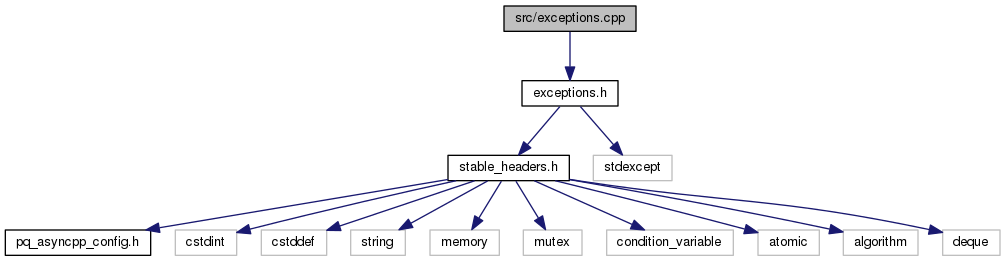 src/exceptions.cpp
exceptions.h
stable_headers.h
stdexcept
pq_asyncpp_config.h
cstdint
cstddef
string
memory
mutex
condition_variable
atomic
algorithm
deque